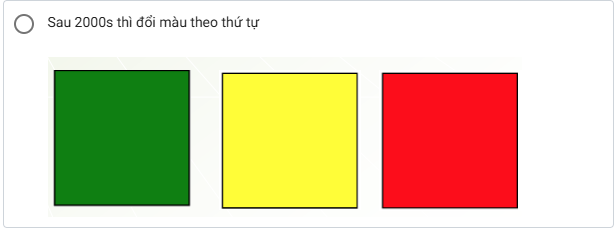 Sau 2000s thì đổi màu theo thứ tự